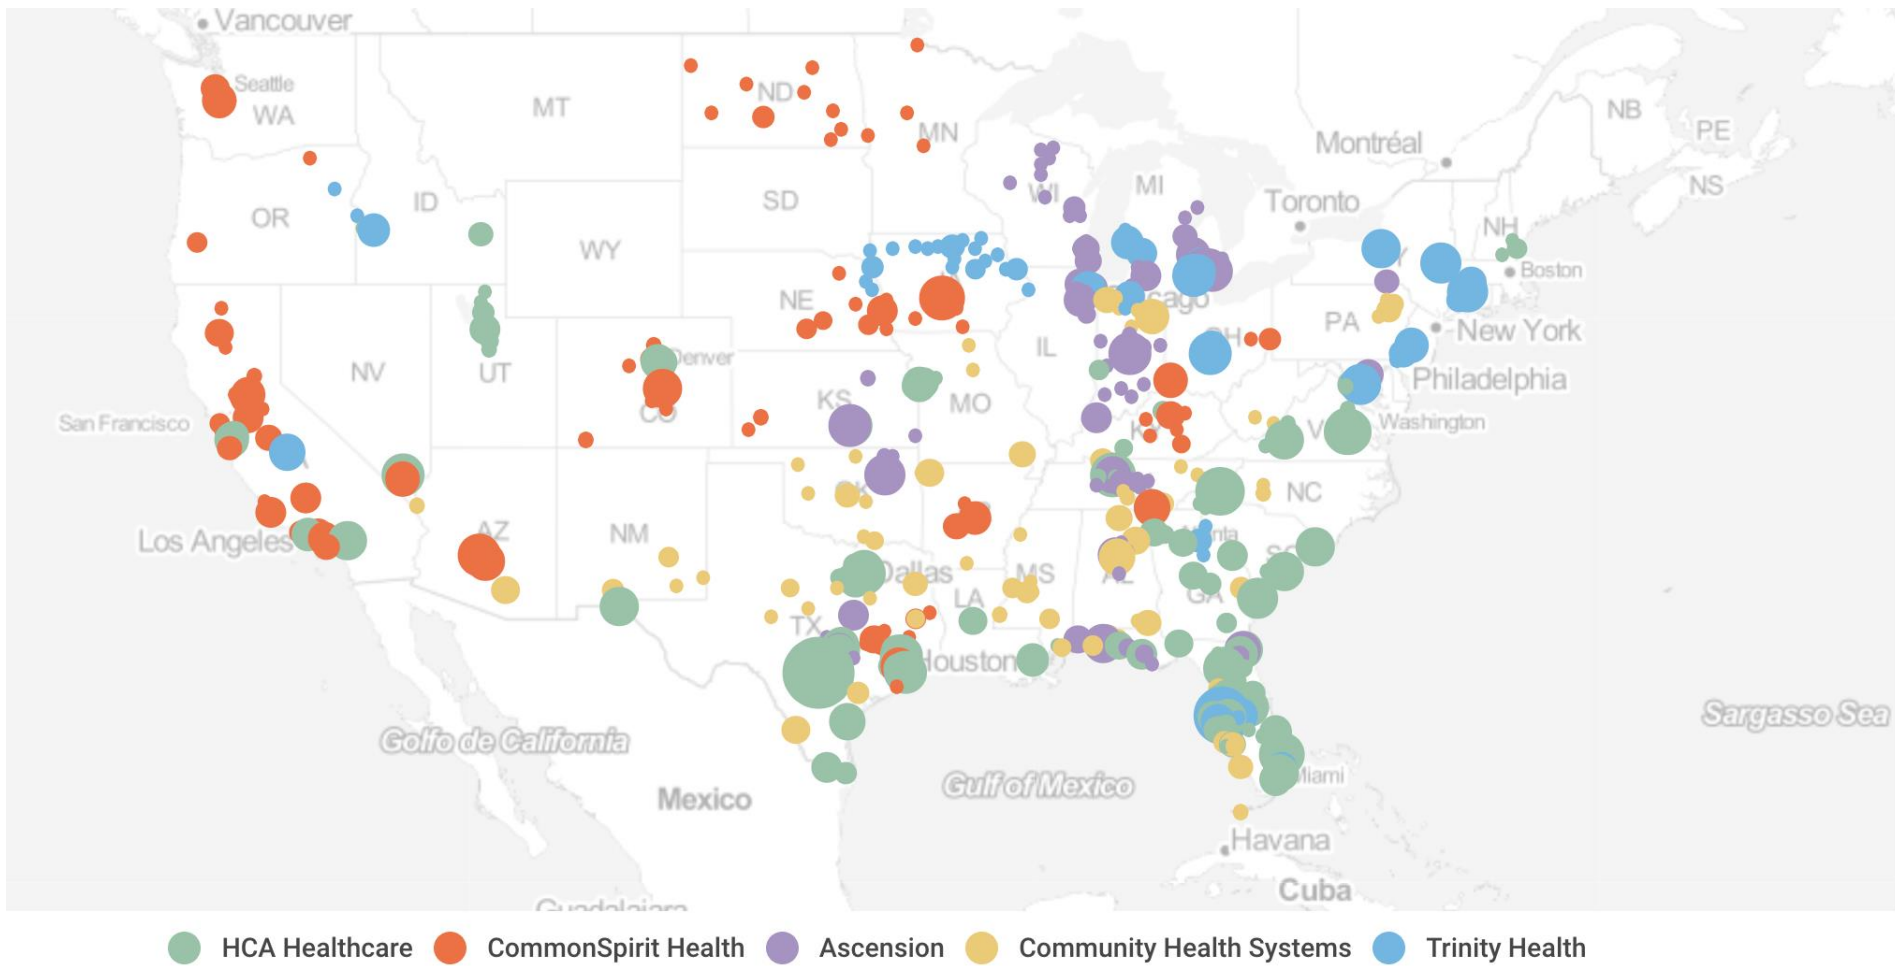 Vancouver
Seattle
WA
MT
ND
MN
NB
PE
Montréal
NS
OR
ID
SD
WI
MI
Toronto
NH
WY
Boston
NE
PA
New York
NV
UT
Denver
IL
Philadelphia
CO
KS
MO
San Francisco
Washington
NC
Los Angeles
AZ
NM
Dallas
MS
AL
LA
GA
TX
Houston
Golfo de California
Sargasso Sea
Mexico
Gulf of Mexico
Miami
Havana
Cuba
Guadalajara
HCA Healthcare CommonSpirit Health Ascension Community Health Systems Trinity Health